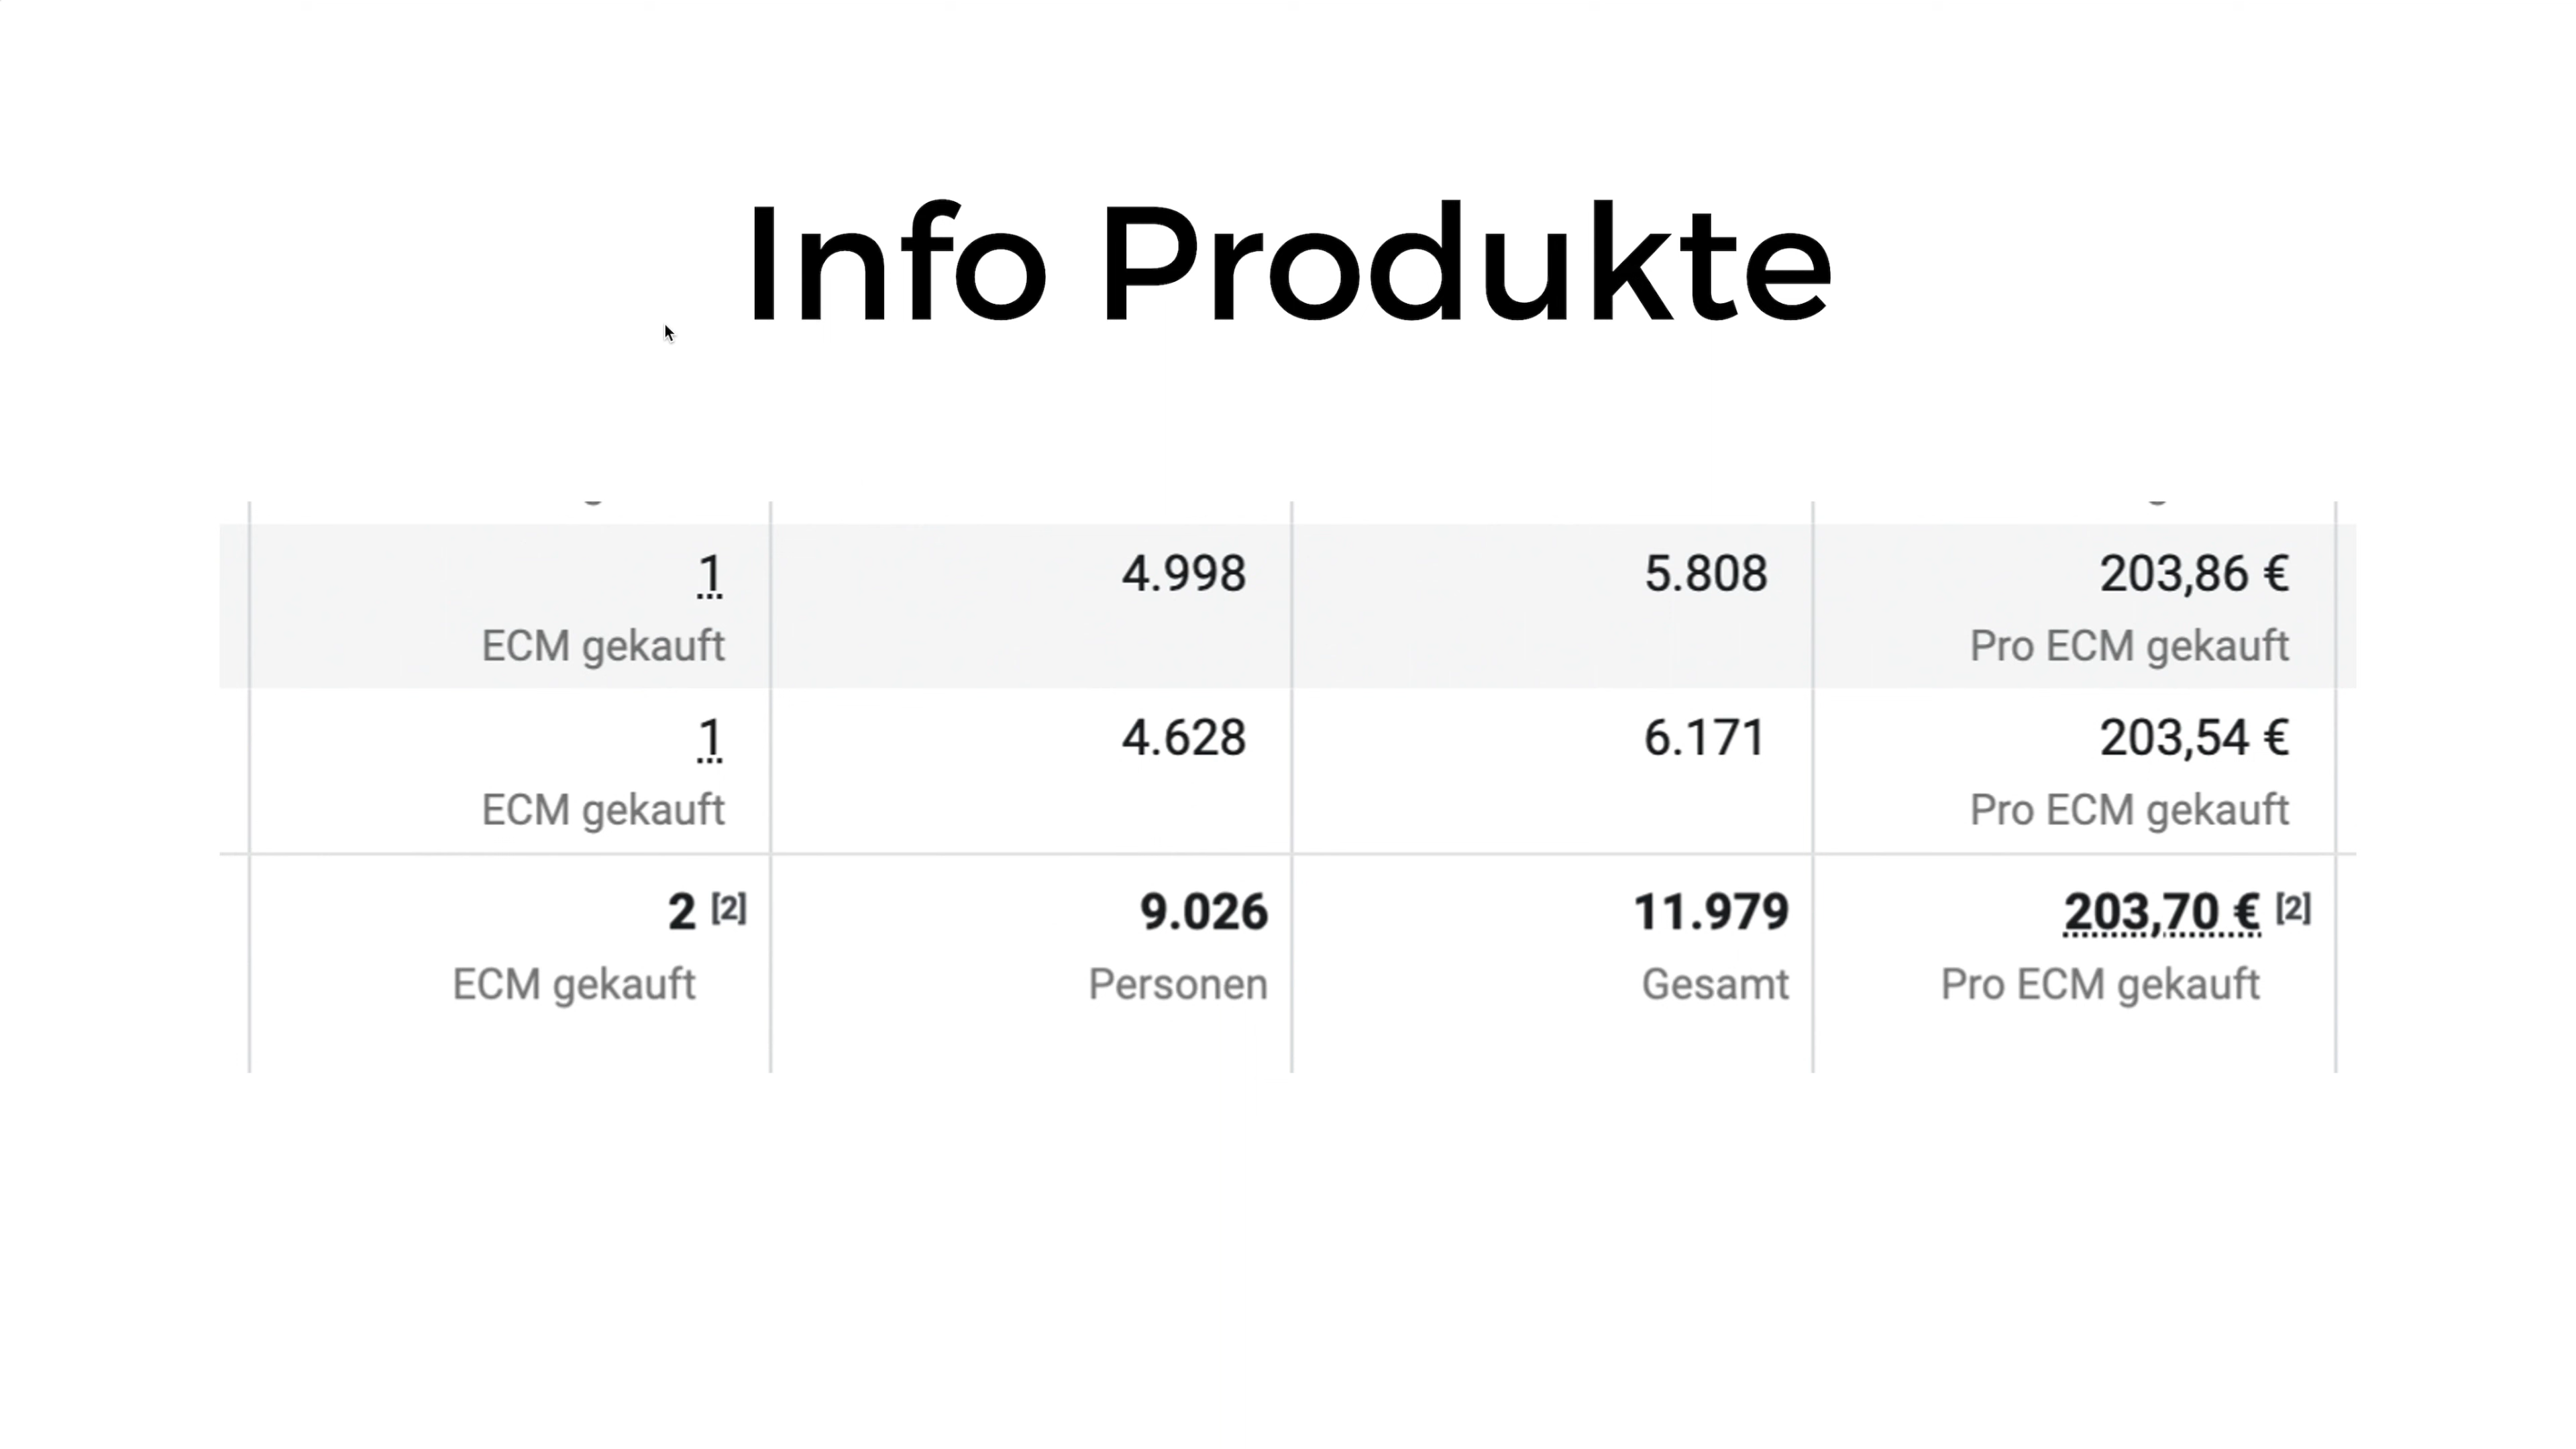 Info Produkte
1 4.998 5.808 203,86 €
ECM gekauft Pro ECM gekauft
1 4.628 6.171 203,54 €
ECM gekauft Pro ECM gekauft
2 [2] 9.026 11.979 203,70 € [2]
ECM gekauft Personen Gesamt Pro ECM gekauft